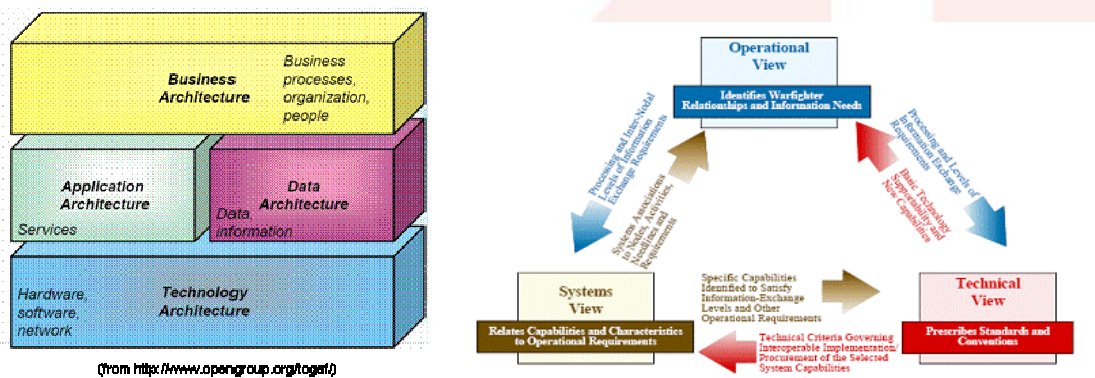 Business
Architecture
Business
processes,
organization,
people
Application
Architecture
Services
Data
Architecture
Data,
information
Technology
Architecture
Hardware,
software,
network
(from http://www.opengroup.org/togaf/)
Operational
View
Identifies Warfighter
Relationships and Information Needs
Processing and Inter-Nodal
Levels of Information
Exchange Requirements
Systems Associations
to Nodes, Activities,
Needlines and
Requirements
Processing and Levels of
Information Exchange
Requirements
Basic Technology
Supportability and
New Capabilities
Systems
View
Relates Capabilities and Characteristics
to Operational Requirements
Specific Capabilities
Identified to Satisfy
Information-Exchange
Levels and Other
Operational Requirements
Technical Criteria Governing
Interoperable Implementation/
Procurement of the Selected
System Capabilities
Technical
View
Prescribes Standards and
Conventions